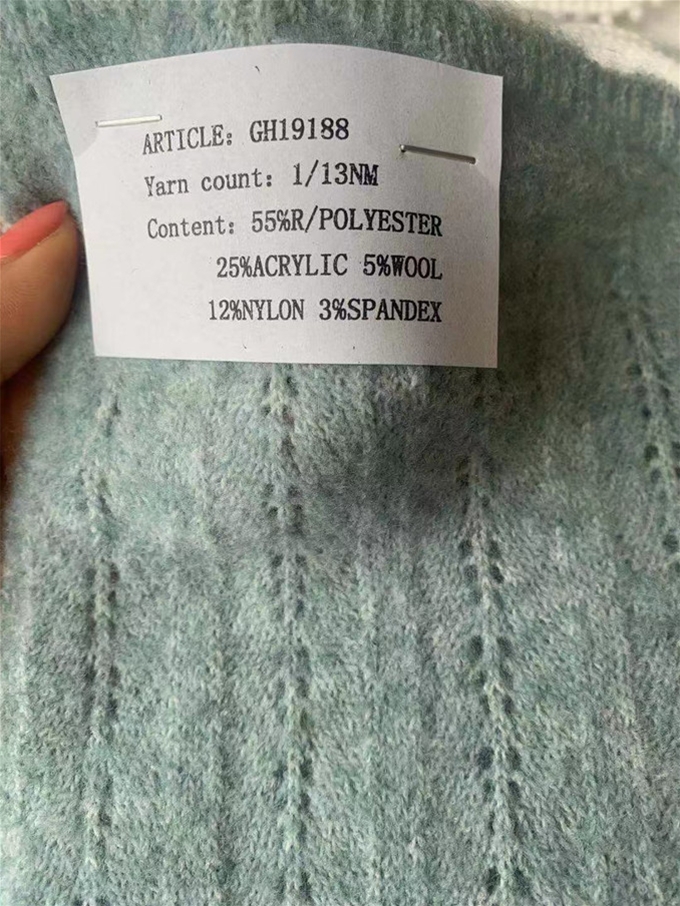 ARTICLE: GH19188
Yarn count: 1/13NM
Content: 55%R/POLYESTER
25%ACRYLIC 5%WOOL
12%NYLON 3%SPANDEX